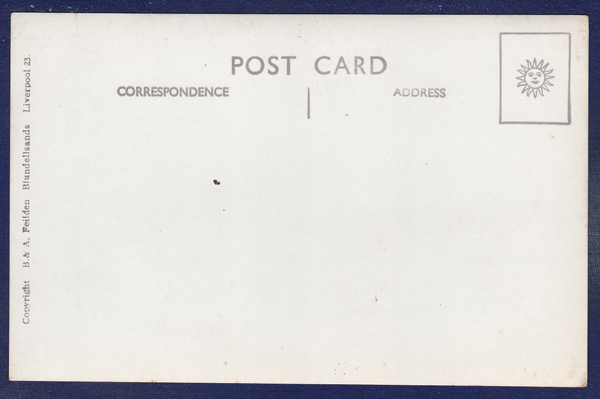 POST CARD
CORRESPONDENCE
ADDRESS
Copyright B. & A. Feilden Blundellsands Liverpool 23.